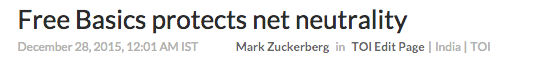 Free Basics protects net neutrality
December 28, 2015, 12:01 AM IST Mark Zuckerberg in TOI Edit Page | India | TOI